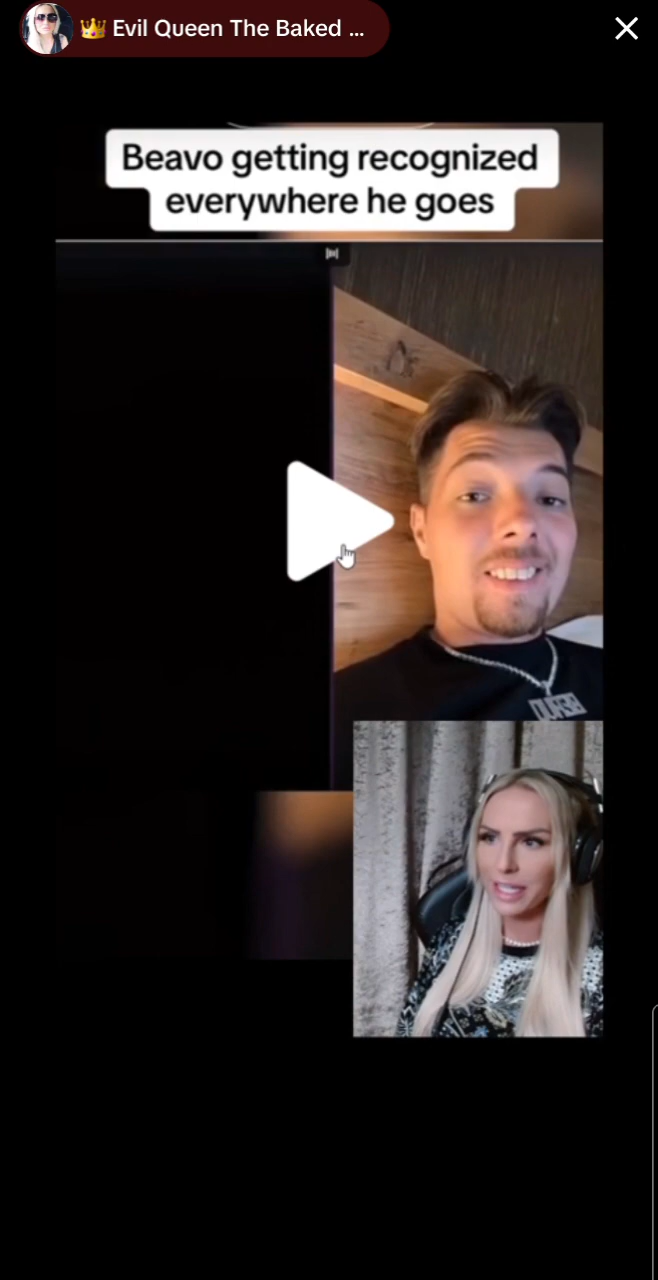 👑 Evil Queen The Baked ...
Beavo getting recognized
everywhere he goes